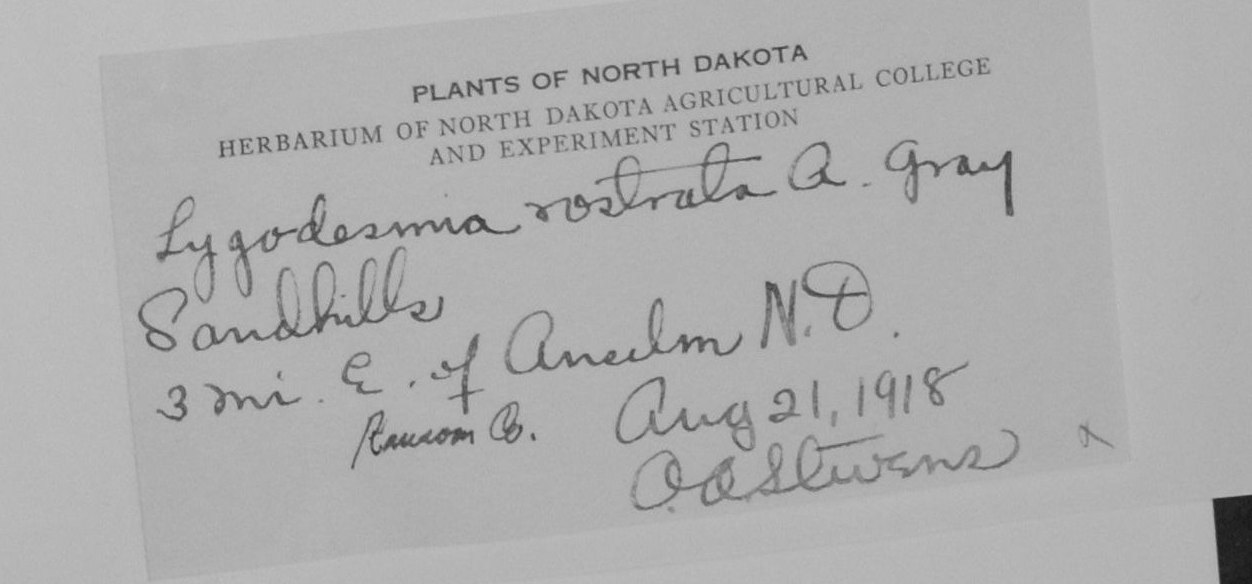 PLANTS OF NORTH DAKOTA
HERBARIUM OF NORTH DAKOTA AGRICULTURAL COLLEGE
AND EXPERIMENT STATION
Lygodesmia rostrata A. Gray
Sandhills
3 mi. E. of Anselm N.D.
Ransom Co. Aug 21, 1918
O.A. Stevens